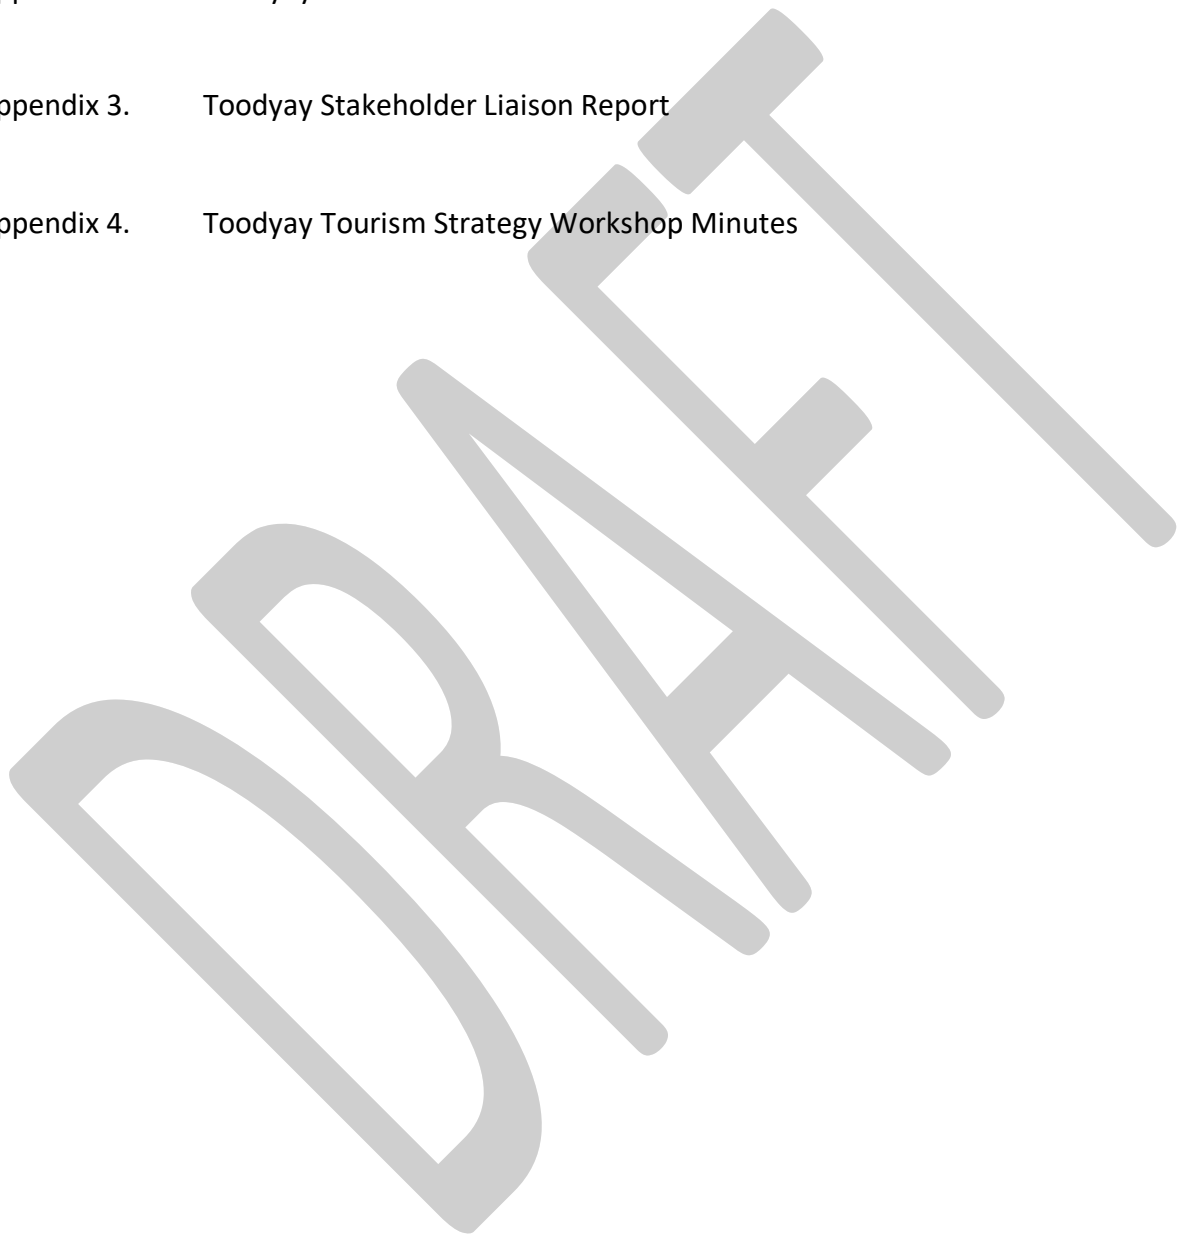 ppendix 3. Toodyay Stakeholder Liaison Report
ppendix 4. Toodyay Tourism Strategy Workshop Minutes
DRAFT